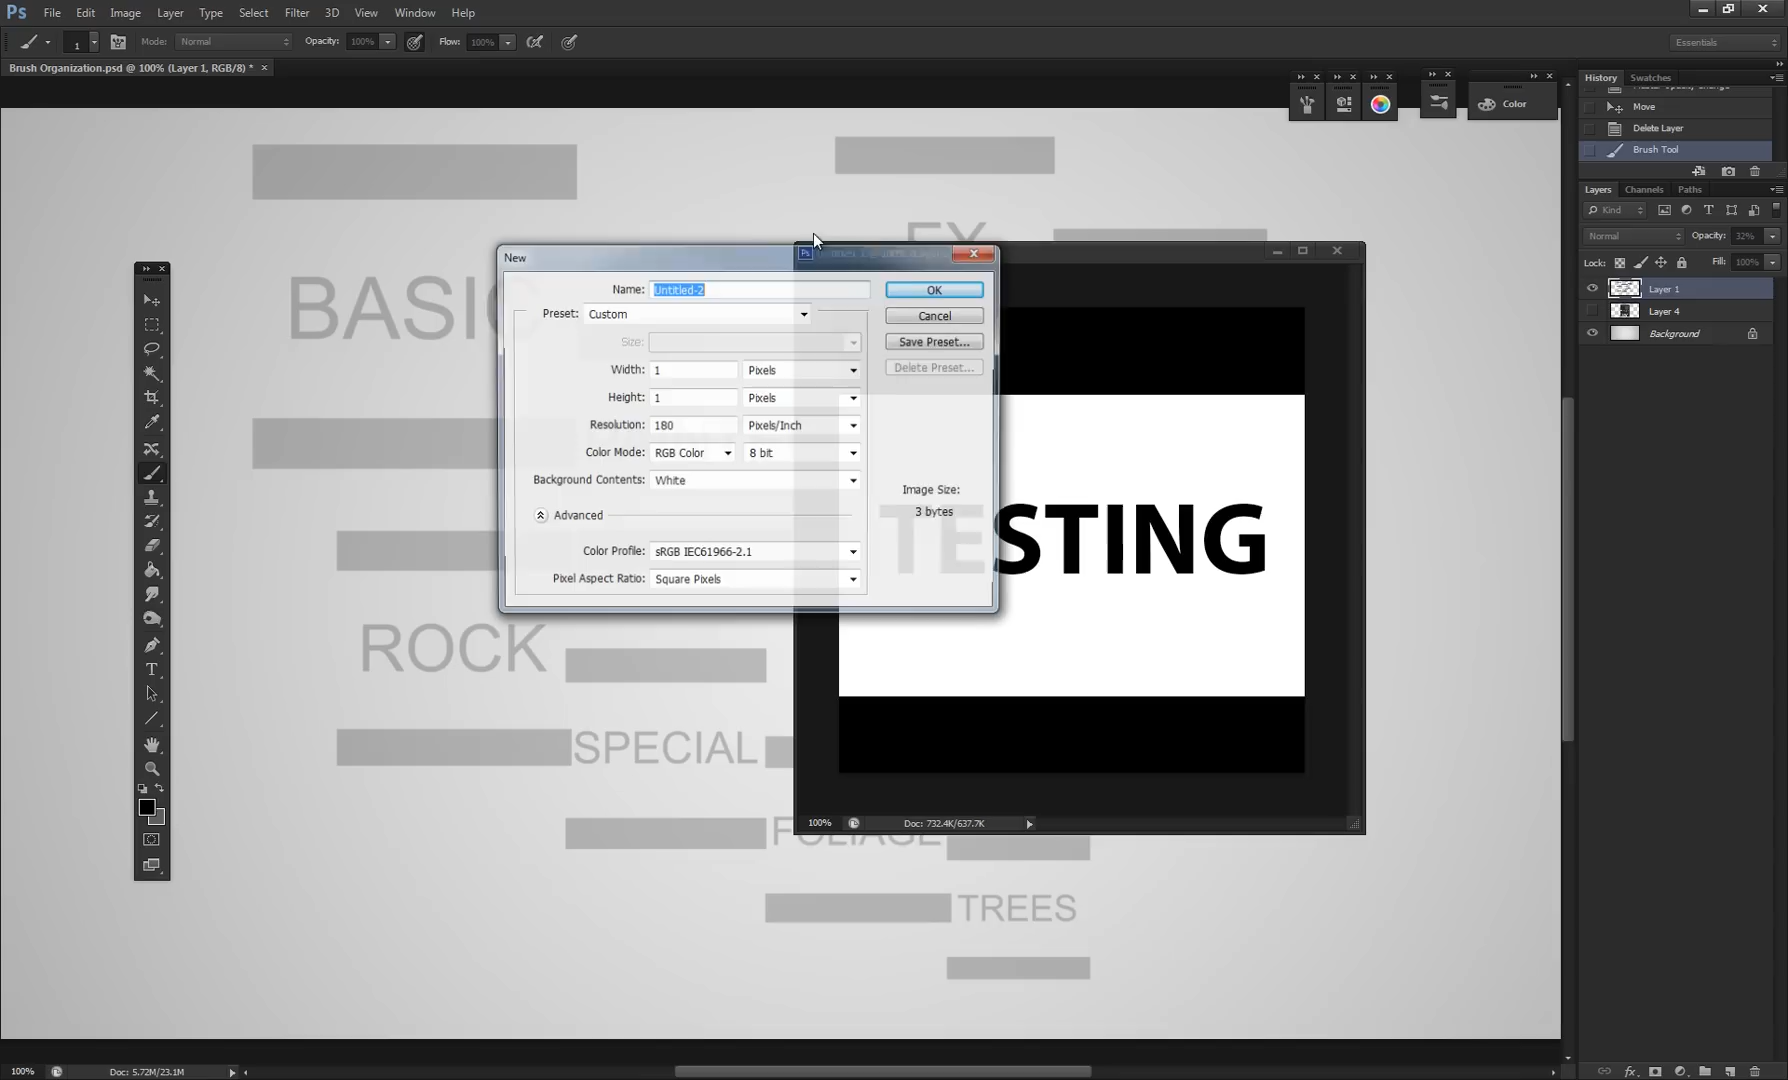 Ps File Edit Image Layer Type Select Filter 3D View Window Help
1 Mode: Normal Opacity: 100% Flow: 100% Essentials
Brush Organization.psd @ 100% (Layer 1, RGB/8) *
History Swatches
Color
Move
Delete Layer
Brush Tool
Layers Channels Paths
Kind
Normal Opacity: 32%
Lock: Fill: 100%
Layer 1
Layer 4
Background
New
Name: Untitled-2
OK
Preset: Custom
Cancel
Size:
Save Preset...
Width: 1 Pixels
Delete Preset...
Height: 1 Pixels
Resolution: 180 Pixels/Inch
Color Mode: RGB Color 8 bit
Background Contents: White
Image Size:
3 bytes
Advanced
Color Profile: sRGB IEC61966-2.1
Pixel Aspect Ratio: Square Pixels
TESTING
BASIC
FX
ROCK
SPECIAL
100% Doc: 732.4K/637.7K
FOLIAGE
TREES
100% Doc: 5.72M/23.1M